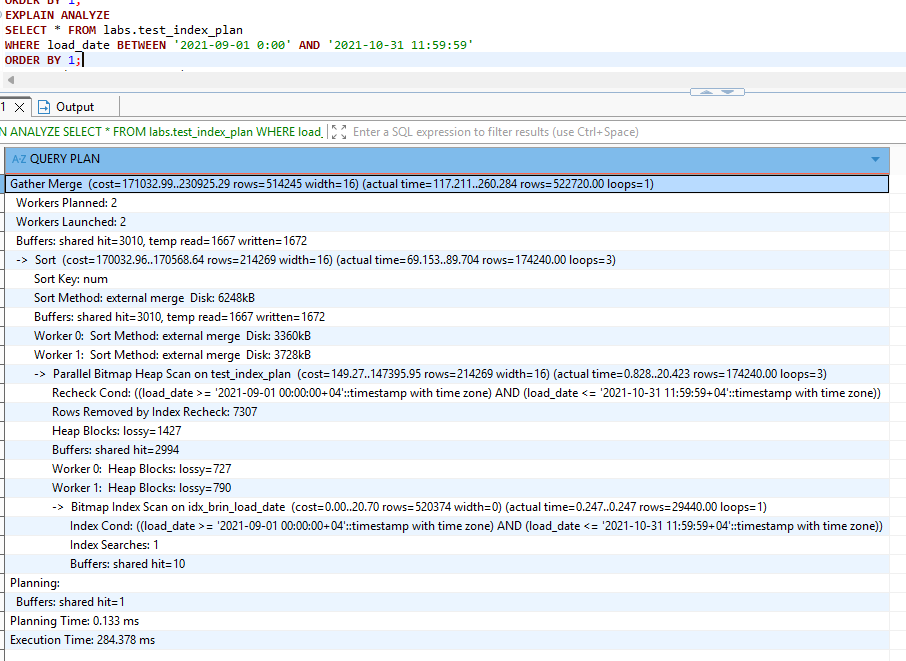 ORDER BY 1;
EXPLAIN ANALYZE
SELECT * FROM labs.test_index_plan
WHERE load_date BETWEEN '2021-09-01 0:00' AND '2021-10-31 11:59:59'
ORDER BY 1;
1 Output
N ANALYZE SELECT * FROM labs.test_index_plan WHERE load_ Enter a SQL expression to filter results (use Ctrl+Space)
A-Z QUERY PLAN
Gather Merge (cost=171032.99..230925.29 rows=514245 width=16) (actual time=117.211..260.284 rows=522720.00 loops=1)
Workers Planned: 2
Workers Launched: 2
Buffers: shared hit=3010, temp read=1667 written=1672
-> Sort (cost=170032.96..170568.64 rows=214269 width=16) (actual time=69.153..89.704 rows=174240.00 loops=3)
Sort Key: num
Sort Method: external merge Disk: 6248kB
Buffers: shared hit=3010, temp read=1667 written=1672
Worker 0: Sort Method: external merge Disk: 3360kB
Worker 1: Sort Method: external merge Disk: 3728kB
-> Parallel Bitmap Heap Scan on test_index_plan (cost=149.27..147395.95 rows=214269 width=16) (actual time=0.828..20.423 rows=174240.00 loops=3)
Recheck Cond: ((load_date >= '2021-09-01 00:00:00+04'::timestamp with time zone) AND (load_date <= '2021-10-31 11:59:59+04'::timestamp with time zone))
Rows Removed by Index Recheck: 7307
Heap Blocks: lossy=1427
Buffers: shared hit=2994
Worker 0: Heap Blocks: lossy=727
Worker 1: Heap Blocks: lossy=790
-> Bitmap Index Scan on idx_brin_load_date (cost=0.00..20.70 rows=520374 width=0) (actual time=0.247..0.247 rows=29440.00 loops=1)
Index Cond: ((load_date >= '2021-09-01 00:00:00+04'::timestamp with time zone) AND (load_date <= '2021-10-31 11:59:59+04'::timestamp with time zone))
Index Searches: 1
Buffers: shared hit=10
Planning:
Buffers: shared hit=1
Planning Time: 0.133 ms
Execution Time: 284.378 ms